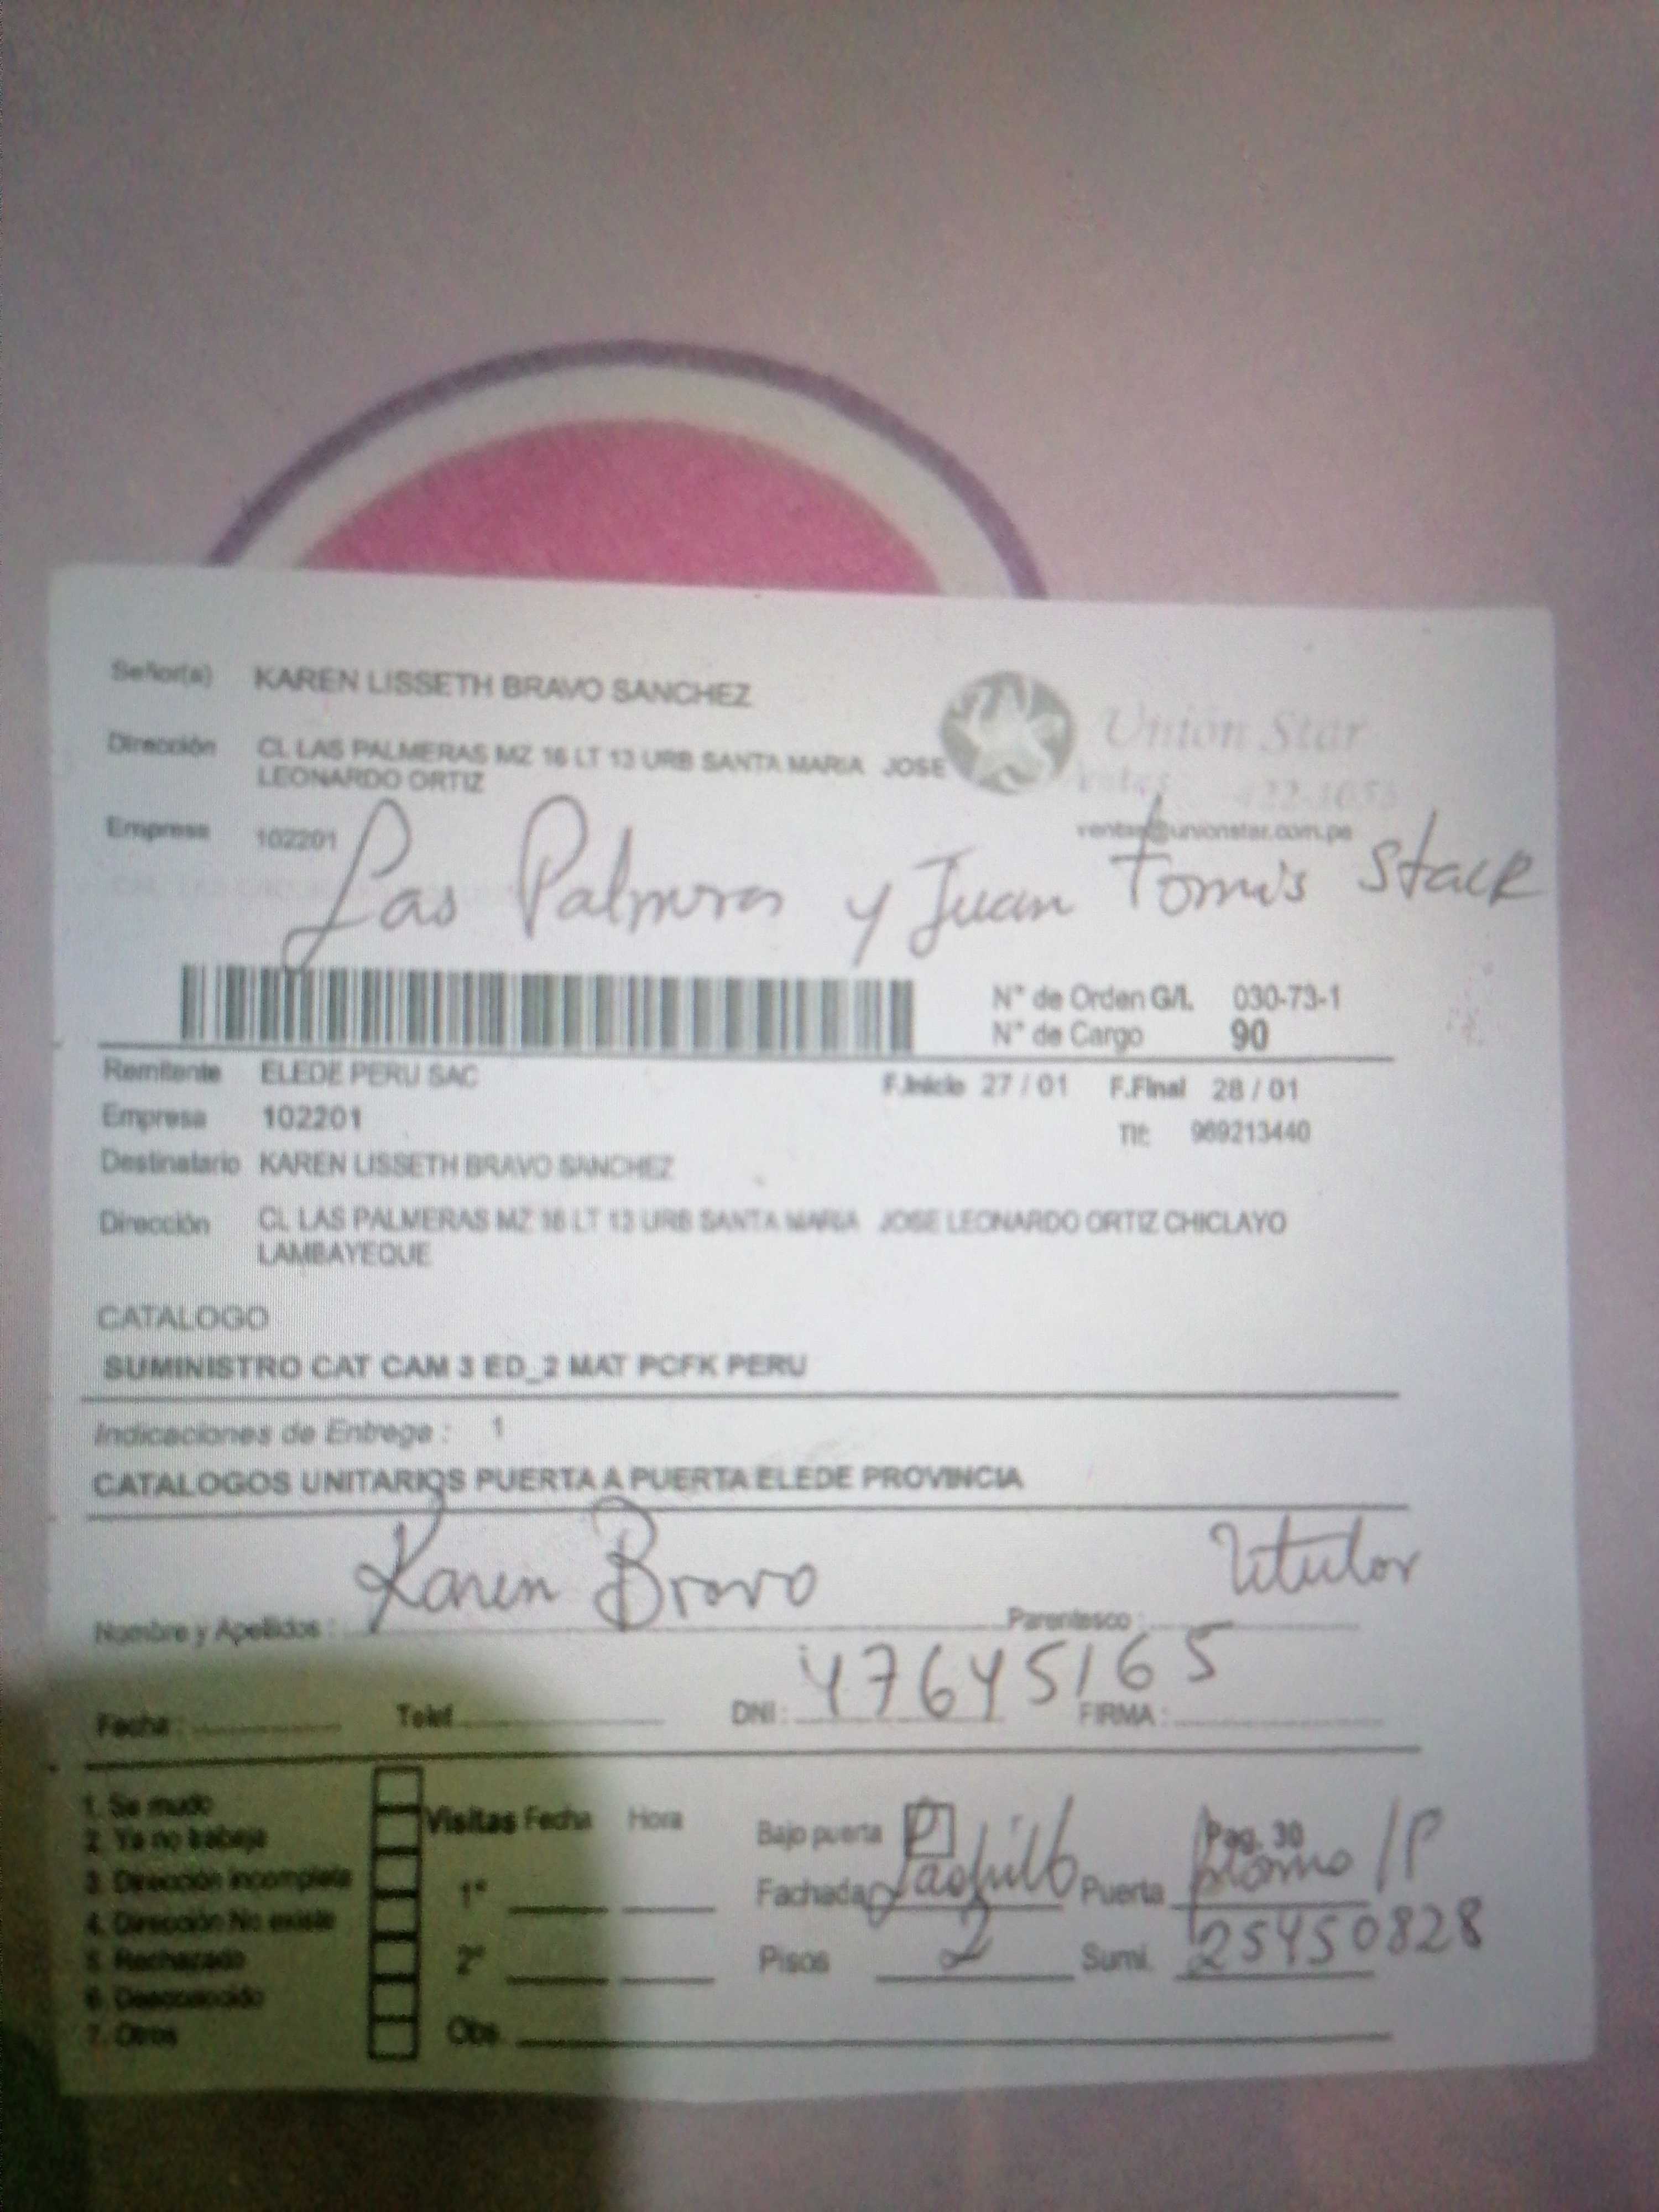 Señor(s) KAREN LISSETH BRAVO SANCHEZ
Dirección CL LAS PALMERAS MZ 16 LT 13 URB SANTA MARIA JOSE
LEONARDO ORTIZ
Unión Star
Empresa 102201
ventas@unionstar.com.pe
Las Palmeras y Juan Tomis Stack
N° de Orden G/L 030-73-1
N° de Cargo 90
Remitente ELEDE PERU SAC
F.Inicio 27 / 01 F.Final 28 / 01
Empresa 102201
Tlf: 969213440
Destinatario KAREN LISSETH BRAVO SANCHEZ
Dirección CL LAS PALMERAS MZ 16 LT 13 URB SANTA MARIA JOSE LEONARDO ORTIZ CHICLAYO
LAMBAYEQUE
CATALOGO
SUMINISTRO CAT CAM 3 ED_2 MAT PCFK PERU
Indicaciones de Entrega : 1
CATALOGOS UNITARIOS PUERTA A PUERTA ELEDE PROVINCIA
Karen Bravo Titular
Nombre y Apellidos : Parentesco :
47645165
Fecha : Telef DNI : FIRMA :
1. Se mudo
2. Ya no trabaja
3. Dirección incompleta
4. Dirección No existe
5. Rechazado
6. Desconocido
7. Otros
Visitas Fecha Hora
1°
2°
Obs
Bajo puerta P Pag. 30
Fachada Ladrillo Puerta plomo /P
Pisos 2 Sumi. 25450828